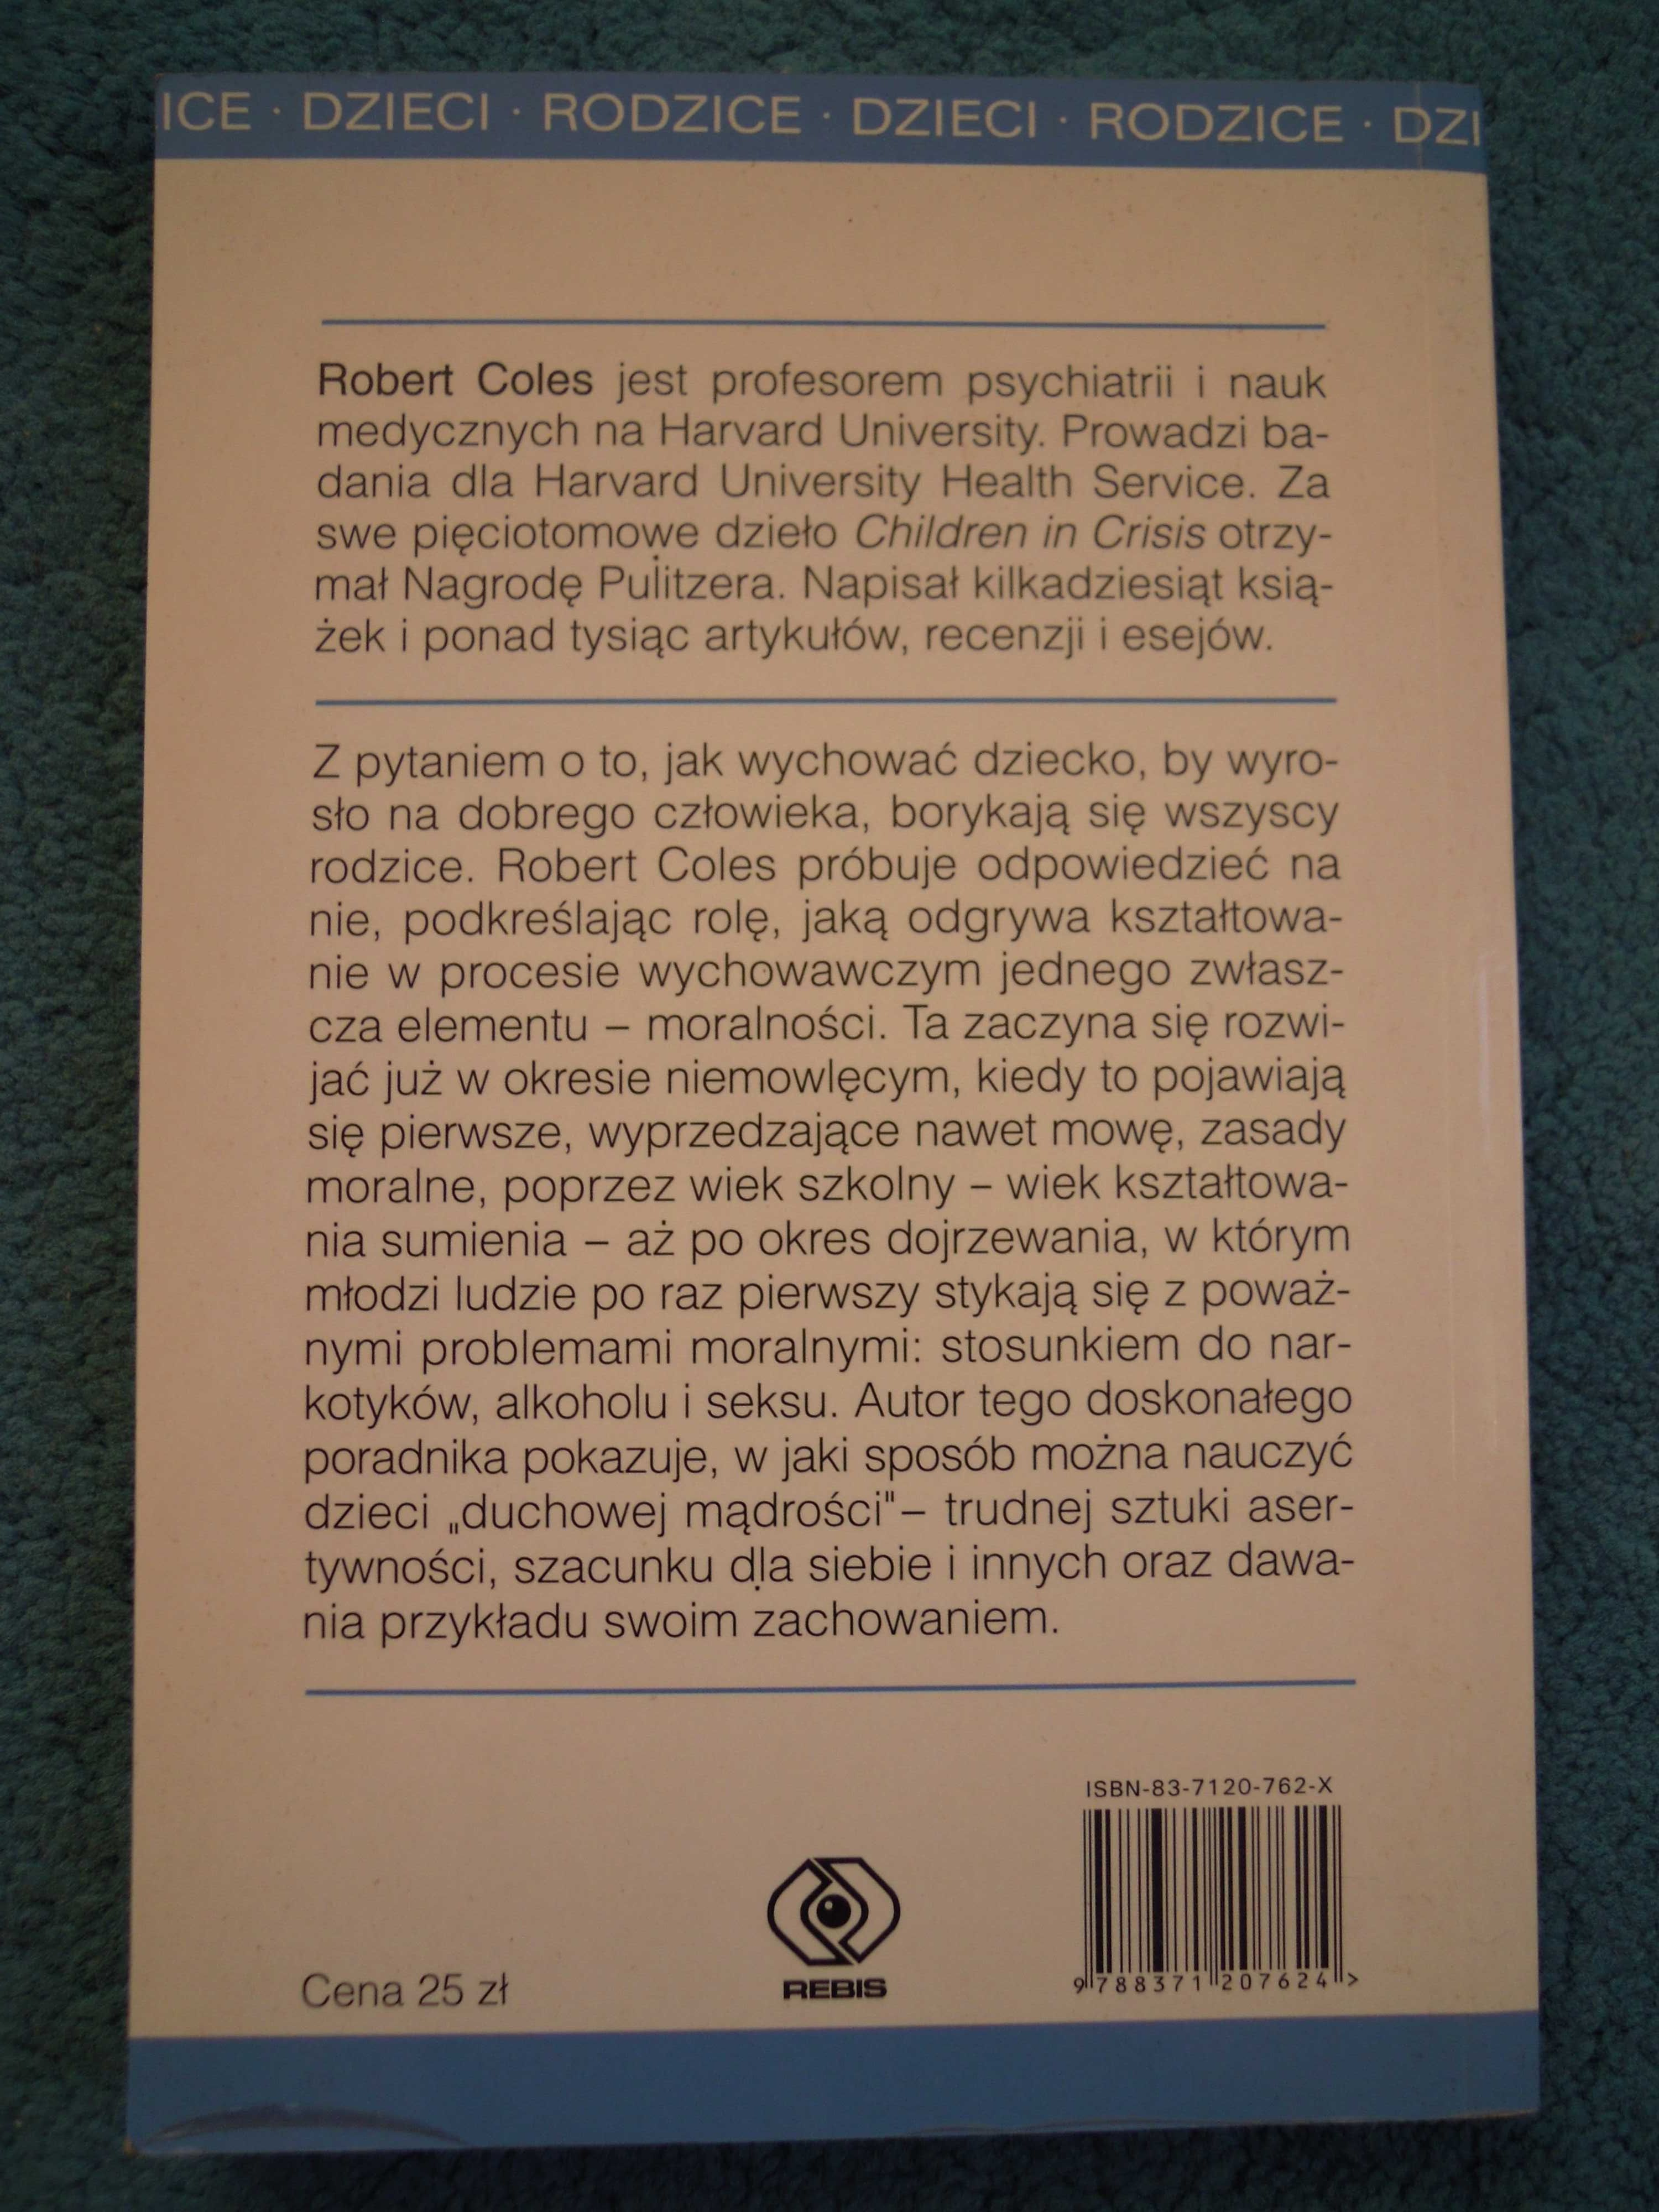 ICE · DZIECI · RODZICE · DZIECI · RODZICE · DZI
Robert Coles jest profesorem psychiatrii i nauk
medycznych na Harvard University. Prowadzi ba-
dania dla Harvard University Health Service. Za
swe pięciotomowe dzieło Children in Crisis otrzy-
mał Nagrodę Pulitzera. Napisał kilkadziesiąt ksią-
żek i ponad tysiąc artykułów, recenzji i esejów.
Z pytaniem o to, jak wychować dziecko, by wyro-
sło na dobrego człowieka, borykają się wszyscy
rodzice. Robert Coles próbuje odpowiedzieć na
nie, podkreślając rolę, jaką odgrywa kształtowa-
nie w procesie wychowawczym jednego zwłasz-
cza elementu – moralności. Ta zaczyna się rozwi-
jać już w okresie niemowlęcym, kiedy to pojawiają
się pierwsze, wyprzedzające nawet mowę, zasady
moralne, poprzez wiek szkolny – wiek kształtowa-
nia sumienia – aż po okres dojrzewania, w którym
młodzi ludzie po raz pierwszy stykają się z poważ-
nymi problemami moralnymi: stosunkiem do nar-
kotyków, alkoholu i seksu. Autor tego doskonałego
poradnika pokazuje, w jaki sposób można nauczyć
dzieci „duchowej mądrości"– trudnej sztuki aser-
tywności, szacunku dla siebie i innych oraz dawa-
nia przykładu swoim zachowaniem.
ISBN-83-7120-762-X
9 788371 207624 >
REBIS
Cena 25 zł